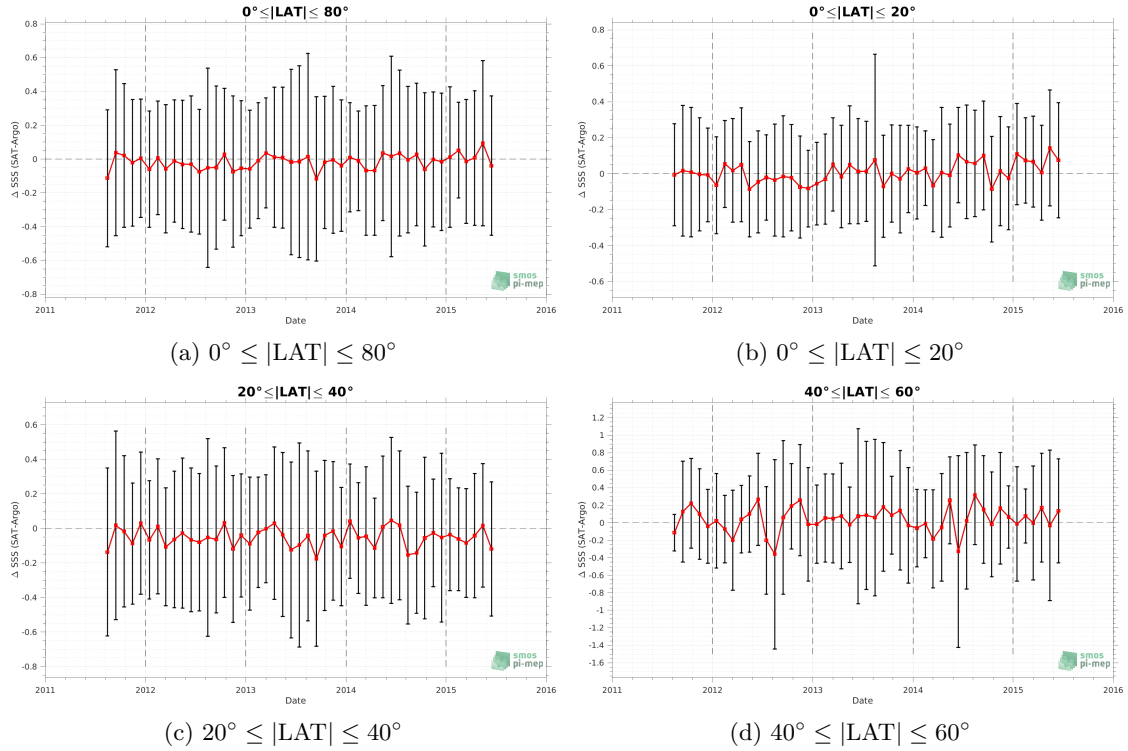 0°≤|LAT|≤ 80°
0.8
0.6
0.4
0.2
0
-0.2
-0.4
-0.6
-0.8
Δ SSS (SAT-Argo)
2011 2012 2013 2014 2015 2016
Date
smos
pi-mep
(a) 0° ≤ |LAT| ≤ 80°
0°≤|LAT|≤ 20°
0.8
0.6
0.4
0.2
0
-0.2
-0.4
-0.6
Δ SSS (SAT-Argo)
2011 2012 2013 2014 2015 2016
Date
smos
pi-mep
(b) 0° ≤ |LAT| ≤ 20°
20°≤|LAT|≤ 40°
0.6
0.4
0.2
0
-0.2
-0.4
-0.6
-0.8
Δ SSS (SAT-Argo)
2011 2012 2013 2014 2015 2016
Date
smos
pi-mep
(c) 20° ≤ |LAT| ≤ 40°
40°≤|LAT|≤ 60°
1.2
1
0.8
0.6
0.4
0.2
0
-0.2
-0.4
-0.6
-0.8
-1
-1.2
-1.4
-1.6
Δ SSS (SAT-Argo)
2011 2012 2013 2014 2015 2016
Date
smos
pi-mep
(d) 40° ≤ |LAT| ≤ 60°